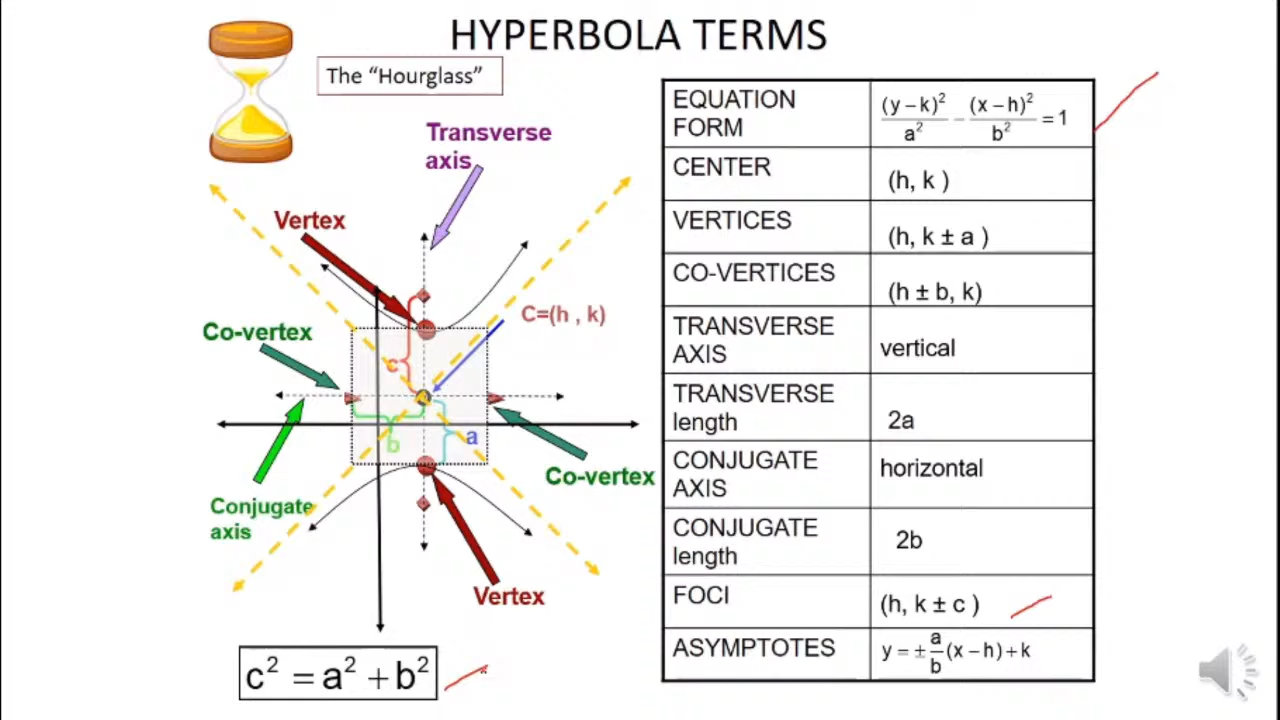 HYPERBOLA TERMS
The “Hourglass”
Transverse
axis
Vertex
C=(h , k)
Co-vertex
c
b
a
Co-vertex
Conjugate
axis
Vertex
c² = a² + b²
EQUATION
FORM
(y – k)²/a² – (x – h)²/b² = 1
CENTER
(h, k )
VERTICES
(h, k ± a )
CO-VERTICES
(h ± b, k)
TRANSVERSE
AXIS
vertical
TRANSVERSE
length
2a
CONJUGATE
AXIS
horizontal
CONJUGATE
length
2b
FOCI
(h, k ± c )
ASYMPTOTES
y = ± a/b (x – h) + k